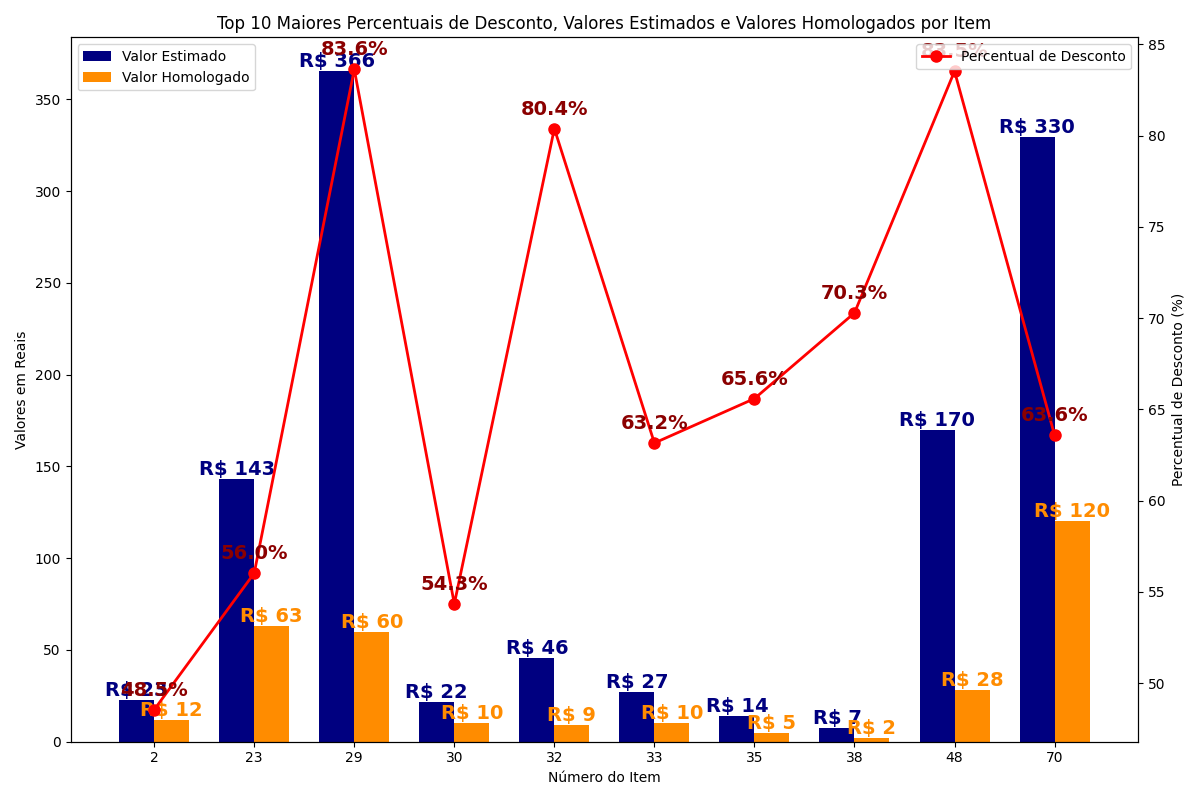 Top 10 Maiores Percentuais de Desconto, Valores Estimados e Valores Homologados por Item
Valor Estimado
Valor Homologado
Percentual de Desconto
Valores em Reais
350
300
250
200
150
100
50
0
R$ 23
R$ 143
R$ 366
R$ 22
R$ 46
R$ 27
R$ 14
R$ 7
R$ 170
R$ 330
R$ 12
R$ 63
R$ 60
R$ 10
R$ 9
R$ 10
R$ 5
R$ 2
R$ 28
R$ 120
56.0%
83.6%
54.3%
80.4%
63.2%
65.6%
70.3%
83.5%
63.6%
85
80
75
70
65
60
55
50
Percentual de Desconto (%)
2 23 29 30 32 33 35 38 48 70
Número do Item